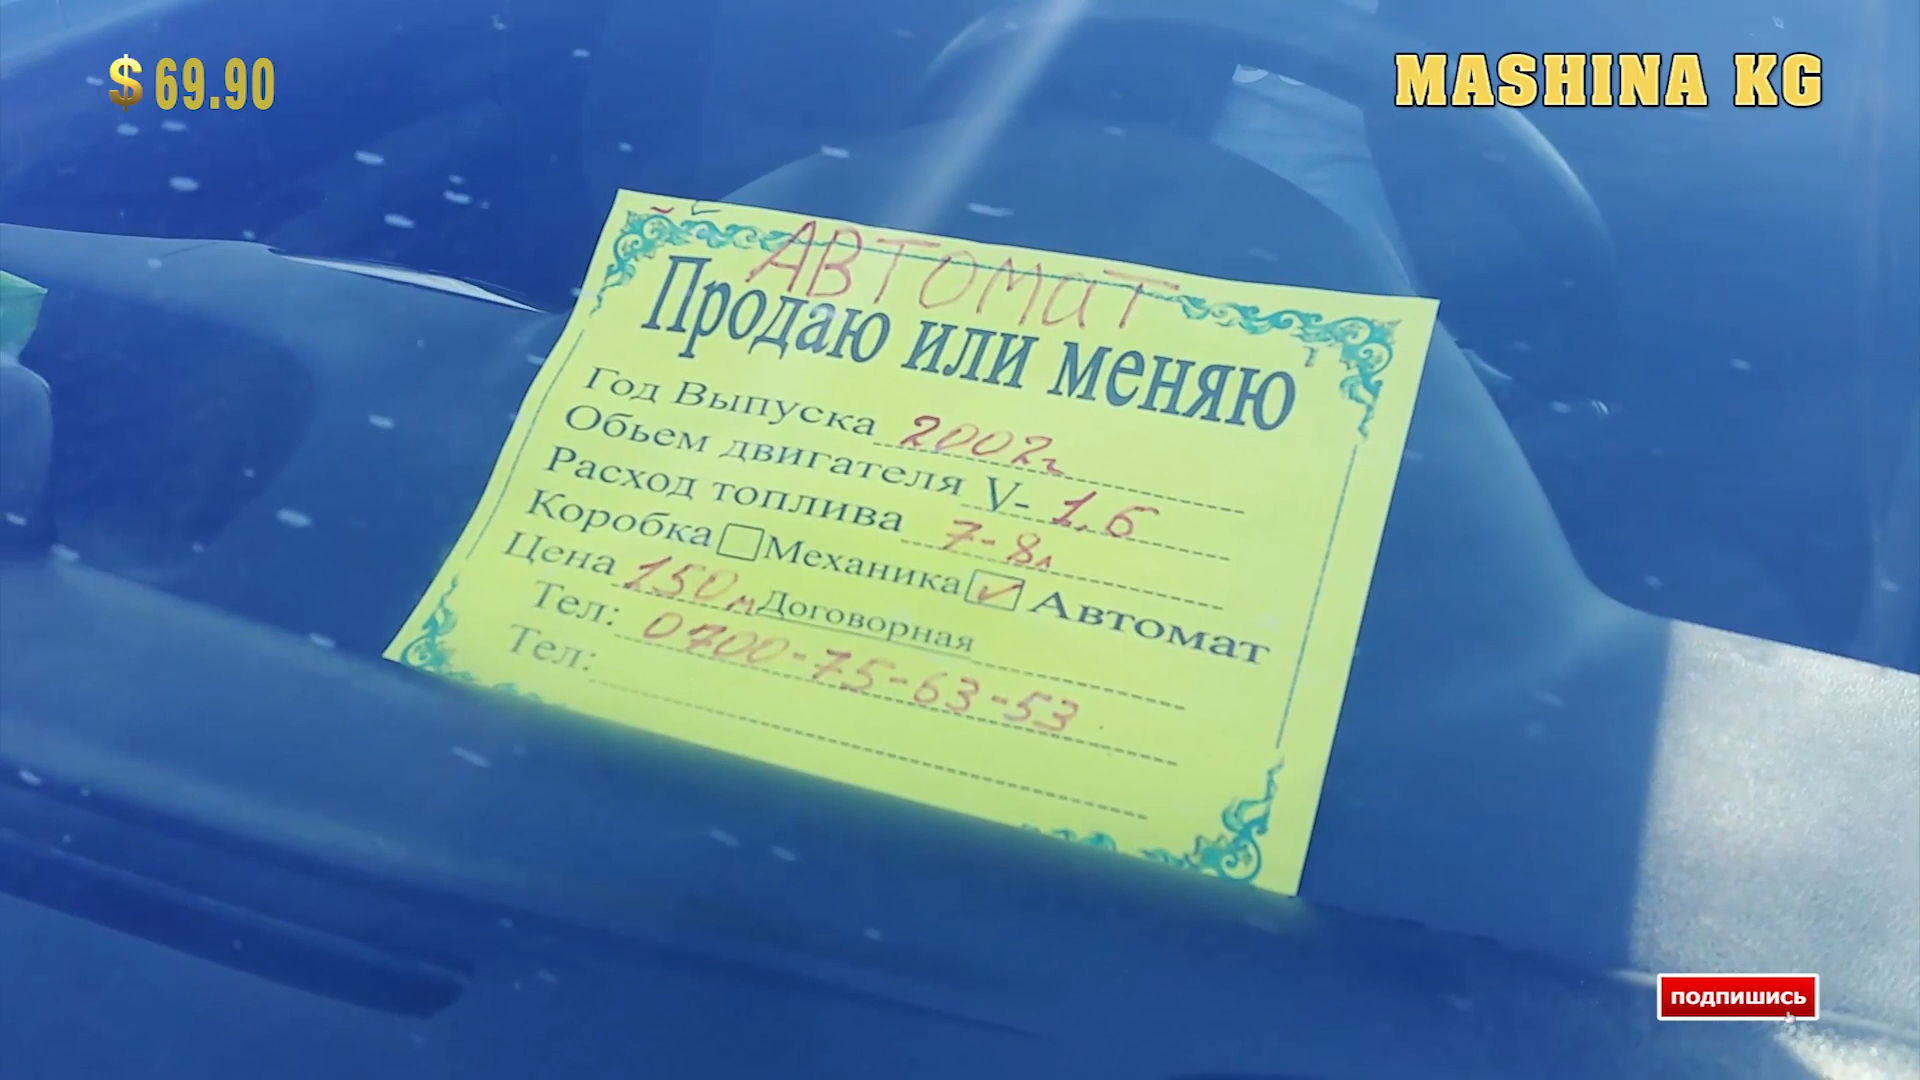 $ 69.90
MASHINA KG
АВТОМАТ
Продаю или меняю
Год Выпуска 2002г
Обьем двигателя V- 1.6
Расход топлива 7-8л
Коробка Механика Автомат
Цена 150м Договорная
Тел: 0700-75-63-53
Тел:
ПОДПИШИСЬ